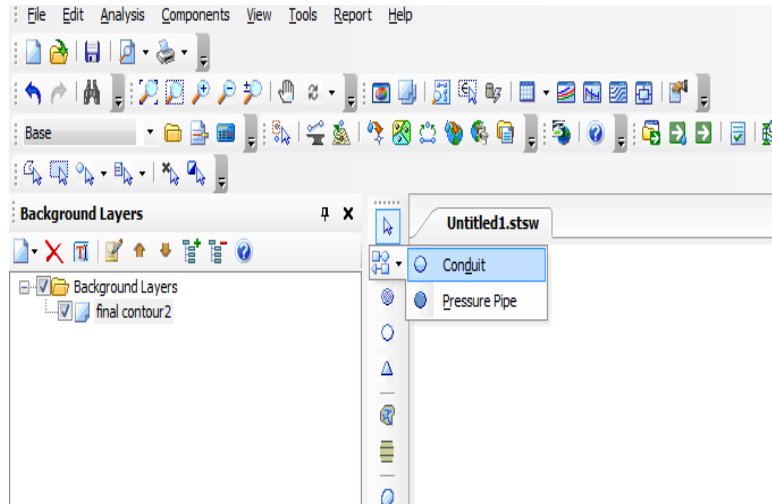 File Edit Analysis Components View Tools Report Help
Base
Background Layers
Untitled1.stsw
Conduit
Background Layers
Pressure Pipe
final contour2